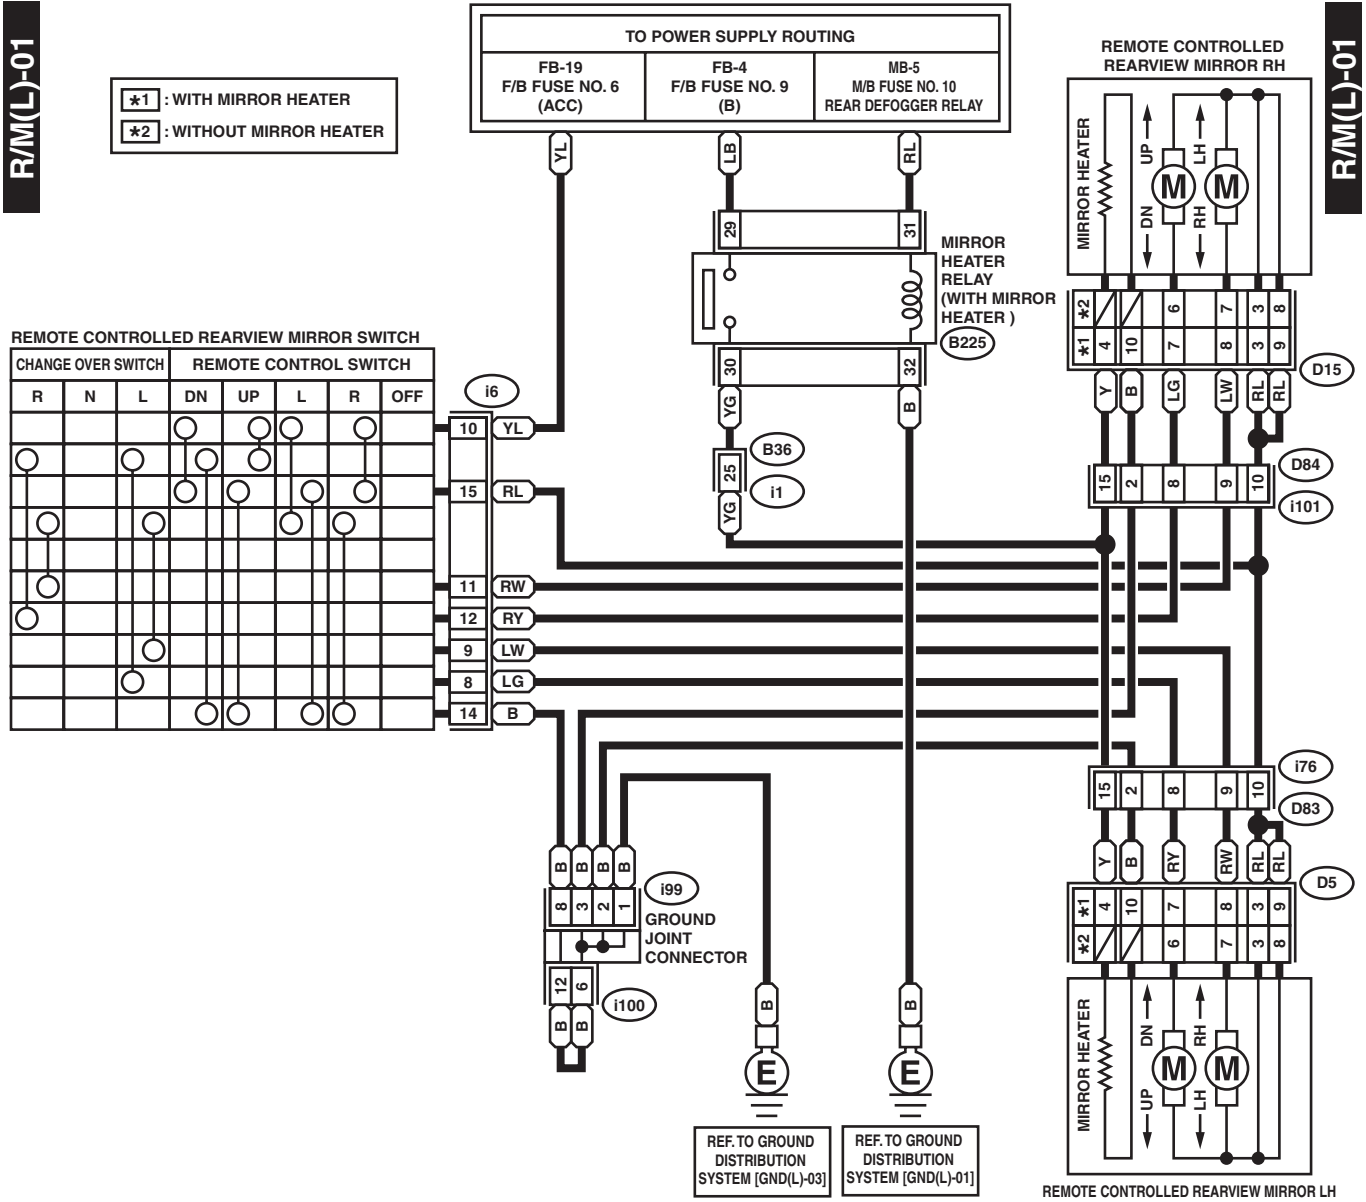 R/M(L)-01
R/M(L)-01
*1 : WITH MIRROR HEATER
*2 : WITHOUT MIRROR HEATER
TO POWER SUPPLY ROUTING
FB-19
F/B FUSE NO. 6
(ACC)
FB-4
F/B FUSE NO. 9
(B)
MB-5
M/B FUSE NO. 10
REAR DEFOGGER RELAY
YL
LB
RL
29
31
MIRROR
HEATER
RELAY
(WITH MIRROR
HEATER )
B225
30
32
YG
B
B36
25
i1
YG
REMOTE CONTROLLED
REARVIEW MIRROR RH
MIRROR HEATER
DN UP
RH LH
M M
*2 6 7 3 8
*1 4 10 7 8 3 9
D15
Y B LG LW RL RL
D84
15 2 8 9 10
i101
REMOTE CONTROLLED REARVIEW MIRROR SWITCH
CHANGE OVER SWITCH REMOTE CONTROL SWITCH
R N L DN UP L R OFF
i6
10 YL
15 RL
11 RW
12 RY
9 LW
8 LG
14 B
B B B B
i99
8 3 2 1
GROUND
JOINT
CONNECTOR
12 6
i100
B B
B
B
E
E
REF. TO GROUND
DISTRIBUTION
SYSTEM [GND(L)-03]
REF. TO GROUND
DISTRIBUTION
SYSTEM [GND(L)-01]
i76
15 2 8 9 10
D83
Y B RY RW RL RL
D5
*1 4 10 7 8 3 9
*2 6 7 3 8
MIRROR HEATER
UP DN
LH RH
M M
REMOTE CONTROLLED REARVIEW MIRROR LH